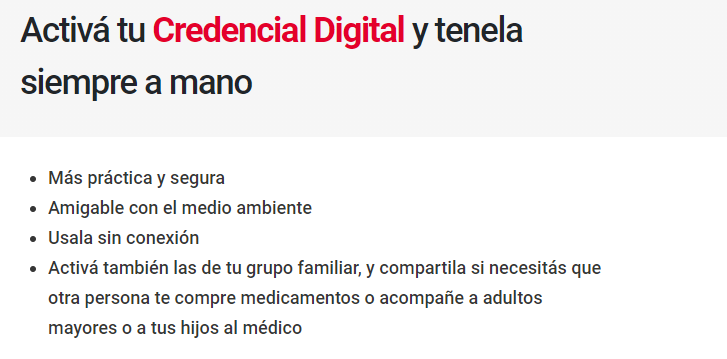 Activá tu Credencial Digital y tenela
siempre a mano
• Más práctica y segura
• Amigable con el medio ambiente
• Usala sin conexión
• Activá también las de tu grupo familiar, y compartila si necesitás que
otra persona te compre medicamentos o acompañe a adultos
mayores o a tus hijos al médico